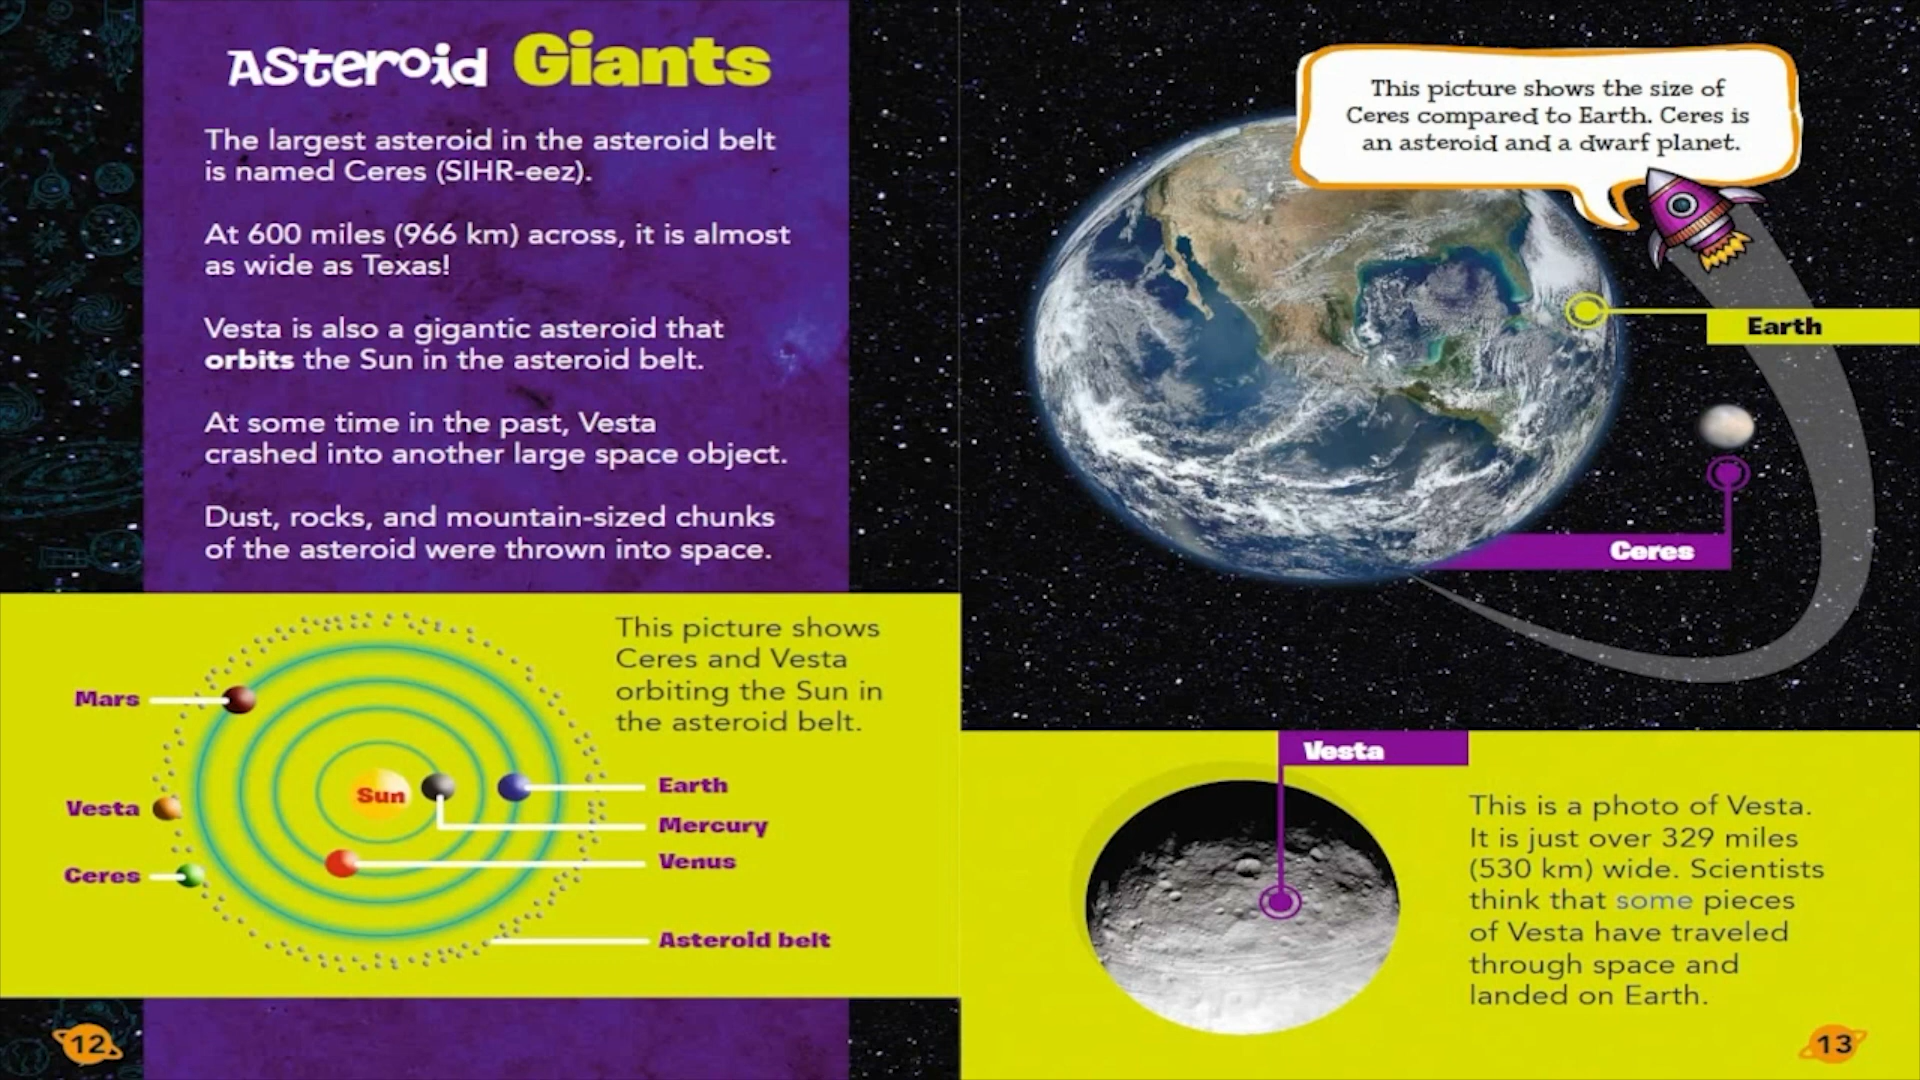 Asteroid Giants
The largest asteroid in the asteroid belt
is named Ceres (SIHR-eez).
At 600 miles (966 km) across, it is almost
as wide as Texas!
Vesta is also a gigantic asteroid that
orbits the Sun in the asteroid belt.
At some time in the past, Vesta
crashed into another large space object.
Dust, rocks, and mountain-sized chunks
of the asteroid were thrown into space.
This picture shows
Ceres and Vesta
orbiting the Sun in
the asteroid belt.
Mars
Vesta
Ceres
Sun
Earth
Mercury
Venus
Asteroid belt
12
This picture shows the size of
Ceres compared to Earth. Ceres is
an asteroid and a dwarf planet.
Earth
Ceres
Vesta
This is a photo of Vesta.
It is just over 329 miles
(530 km) wide. Scientists
think that some pieces
of Vesta have traveled
through space and
landed on Earth.
13